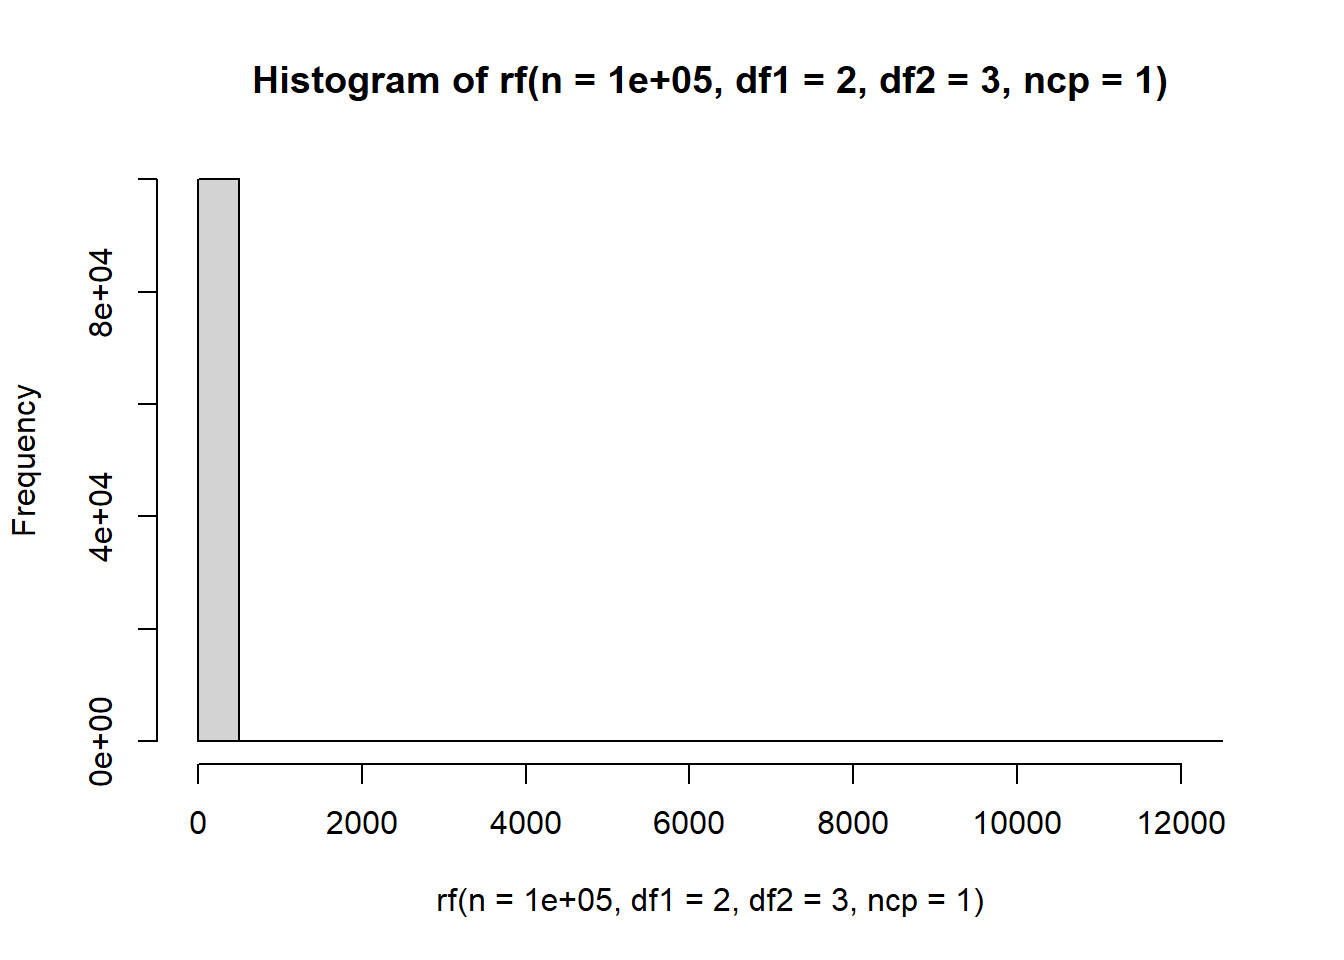 Histogram of rf(n = 1e+05, df1 = 2, df2 = 3, ncp = 1)
Frequency
8e+04
4e+04
0e+00
0 2000 4000 6000 8000 10000 12000
rf(n = 1e+05, df1 = 2, df2 = 3, ncp = 1)